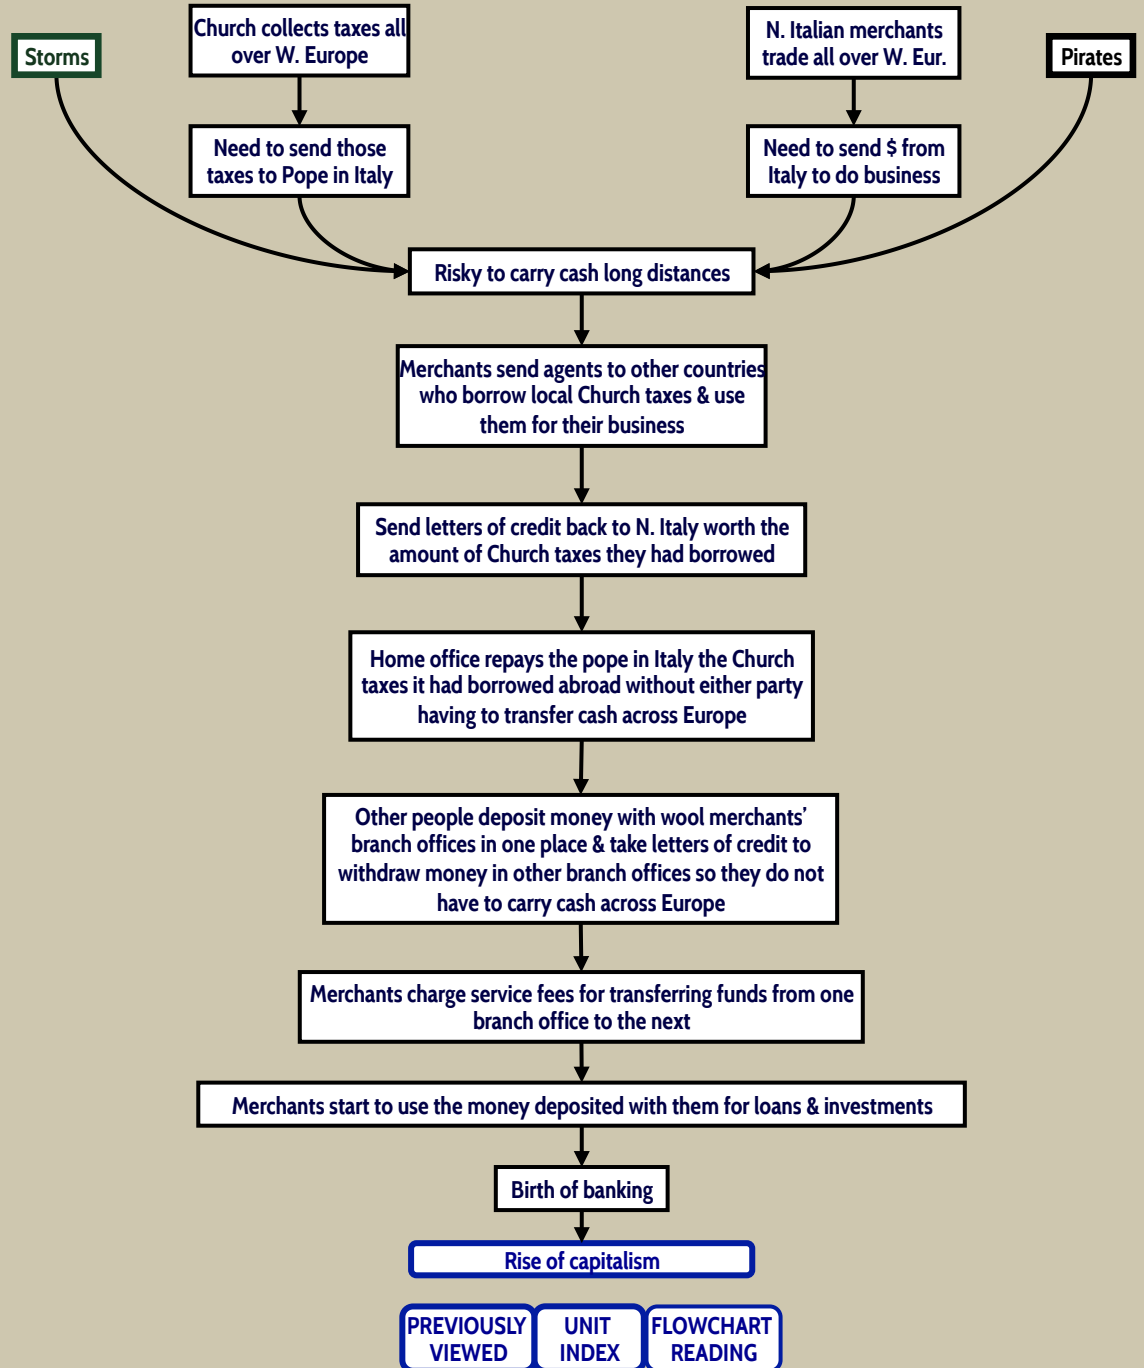 Storms
Church collects taxes all
over W. Europe
N. Italian merchants
trade all over W. Eur.
Pirates
Need to send those
taxes to Pope in Italy
Need to send $ from
Italy to do business
Risky to carry cash long distances
Merchants send agents to other countries
who borrow local Church taxes & use
them for their business
Send letters of credit back to N. Italy worth the
amount of Church taxes they had borrowed
Home office repays the pope in Italy the Church
taxes it had borrowed abroad without either party
having to transfer cash across Europe
Other people deposit money with wool merchants’
branch offices in one place & take letters of credit to
withdraw money in other branch offices so they do not
have to carry cash across Europe
Merchants charge service fees for transferring funds from one
branch office to the next
Merchants start to use the money deposited with them for loans & investments
Birth of banking
Rise of capitalism
PREVIOUSLY
VIEWED
UNIT
INDEX
FLOWCHART
READING